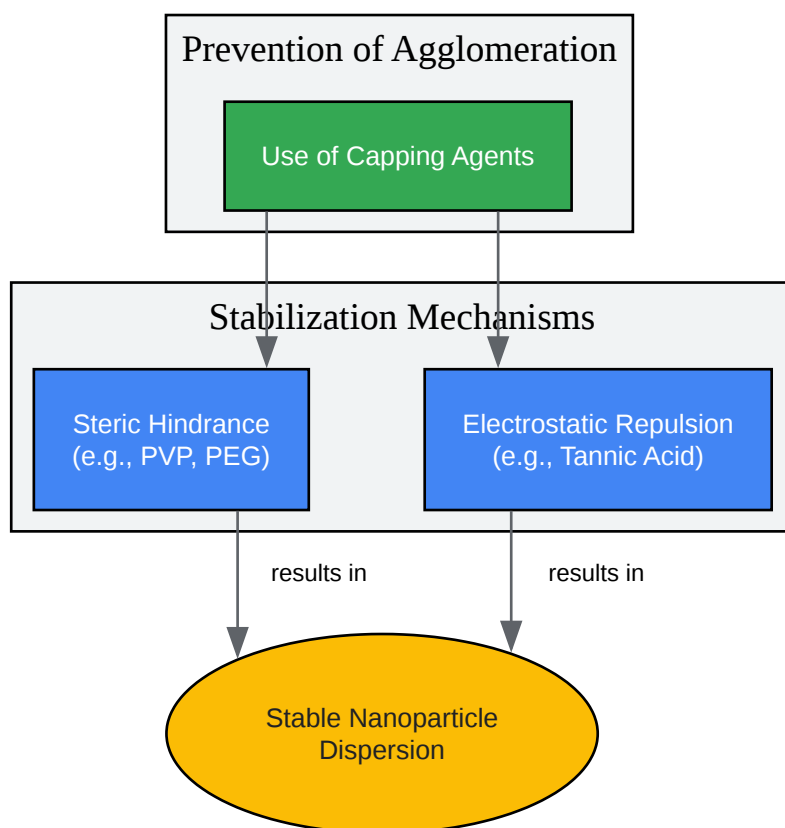 Prevention of Agglomeration
Use of Capping Agents
Stabilization Mechanisms
Steric Hindrance
(e.g., PVP, PEG)
Electrostatic Repulsion
(e.g., Tannic Acid)
results in
results in
Stable Nanoparticle
Dispersion